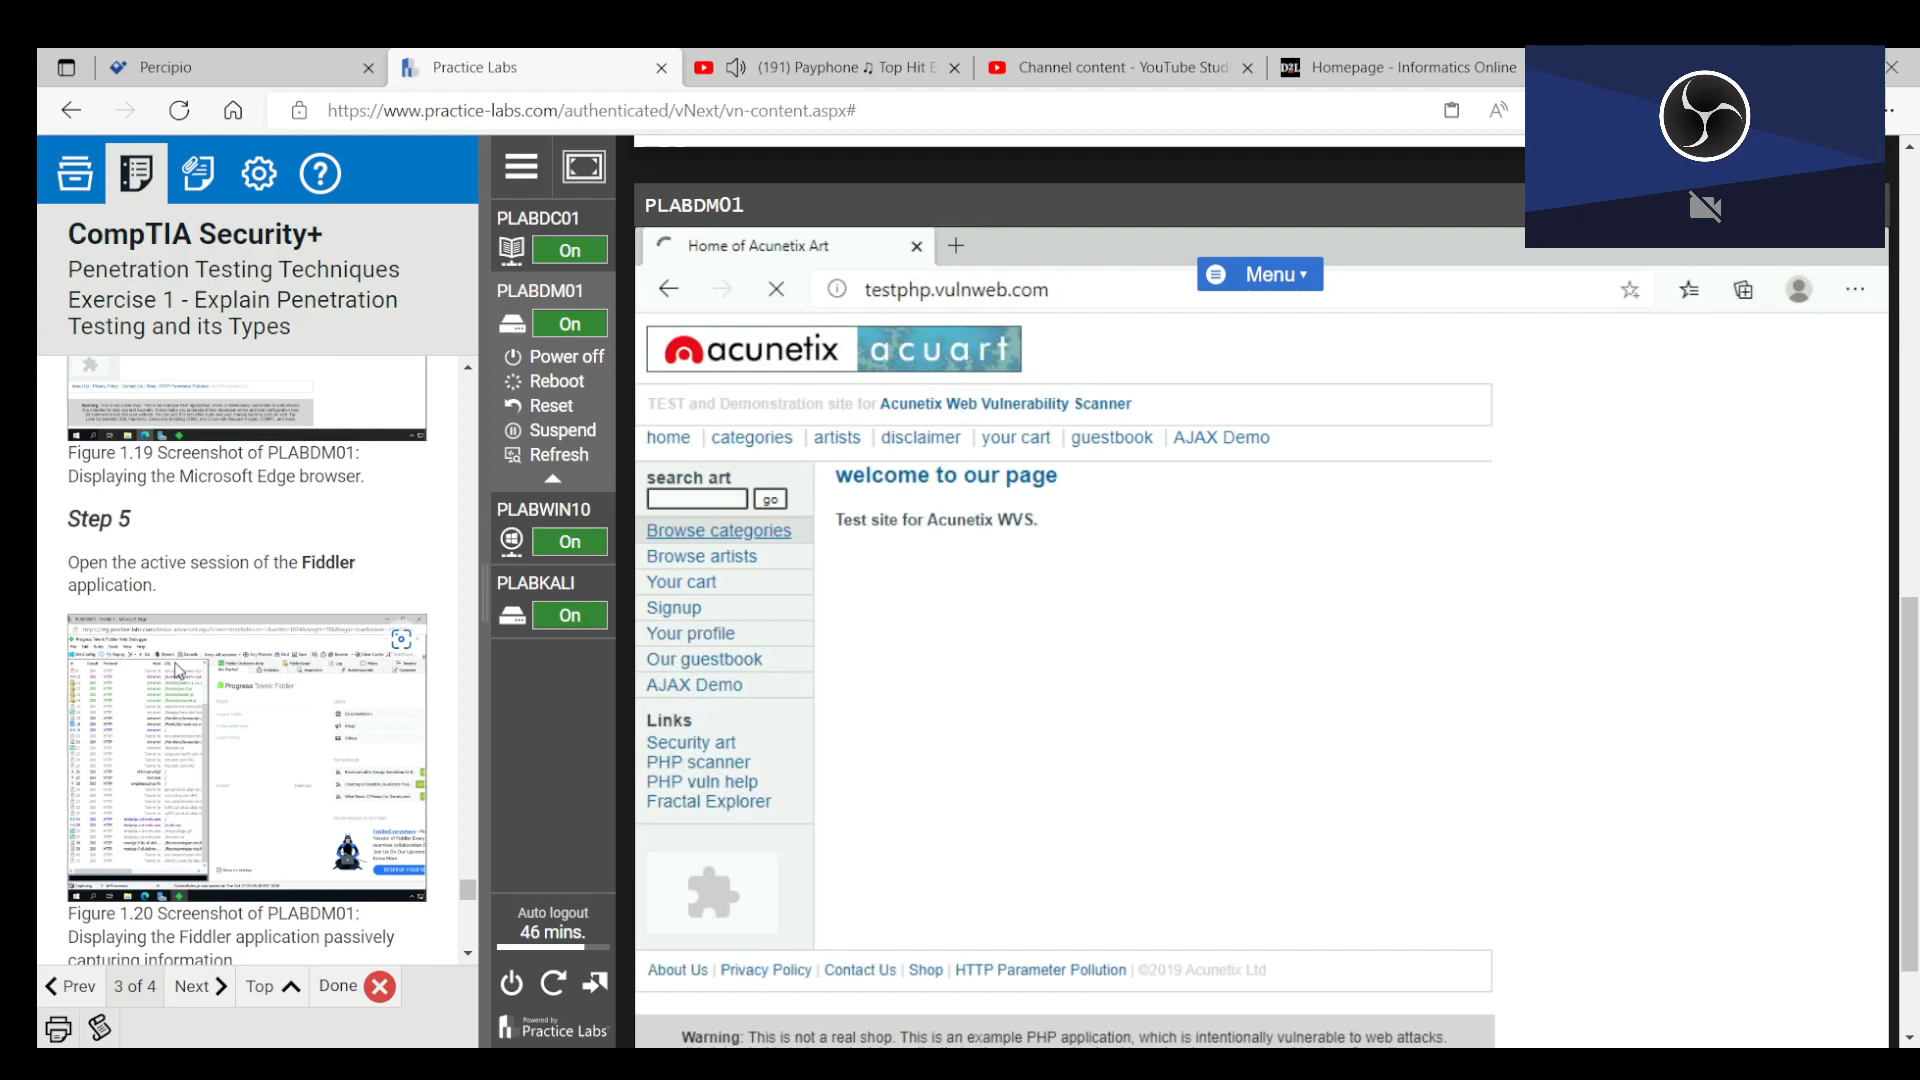 Percipio
Practice Labs
(191) Payphone ♫ Top Hit E
Channel content - YouTube Stud
D2L Homepage - Informatics Online
https://www.practice-labs.com/authenticated/vNext/vn-content.aspx#
CompTIA Security+
Penetration Testing Techniques
Exercise 1 - Explain Penetration
Testing and its Types
Figure 1.19 Screenshot of PLABDM01:
Displaying the Microsoft Edge browser.
Step 5
Open the active session of the Fiddler
application.
Progress Telerik Fiddler
Figure 1.20 Screenshot of PLABDM01:
Displaying the Fiddler application passively
capturing information
Prev
3 of 4
Next
Top
Done
PLABDC01
On
PLABDM01
On
Power off
Reboot
Reset
Suspend
Refresh
PLABWIN10
On
PLABKALI
On
Auto logout
46 mins.
Powered by
Practice Labs
PLABDM01
Home of Acunetix Art
testphp.vulnweb.com
Menu
acunetix acuart
TEST and Demonstration site for Acunetix Web Vulnerability Scanner
home | categories | artists | disclaimer | your cart | guestbook | AJAX Demo
search art
go
Browse categories
Browse artists
Your cart
Signup
Your profile
Our guestbook
AJAX Demo
Links
Security art
PHP scanner
PHP vuln help
Fractal Explorer
welcome to our page
Test site for Acunetix WVS.
About Us | Privacy Policy | Contact Us | Shop | HTTP Parameter Pollution | ©2019 Acunetix Ltd
Warning: This is not a real shop. This is an example PHP application, which is intentionally vulnerable to web attacks.